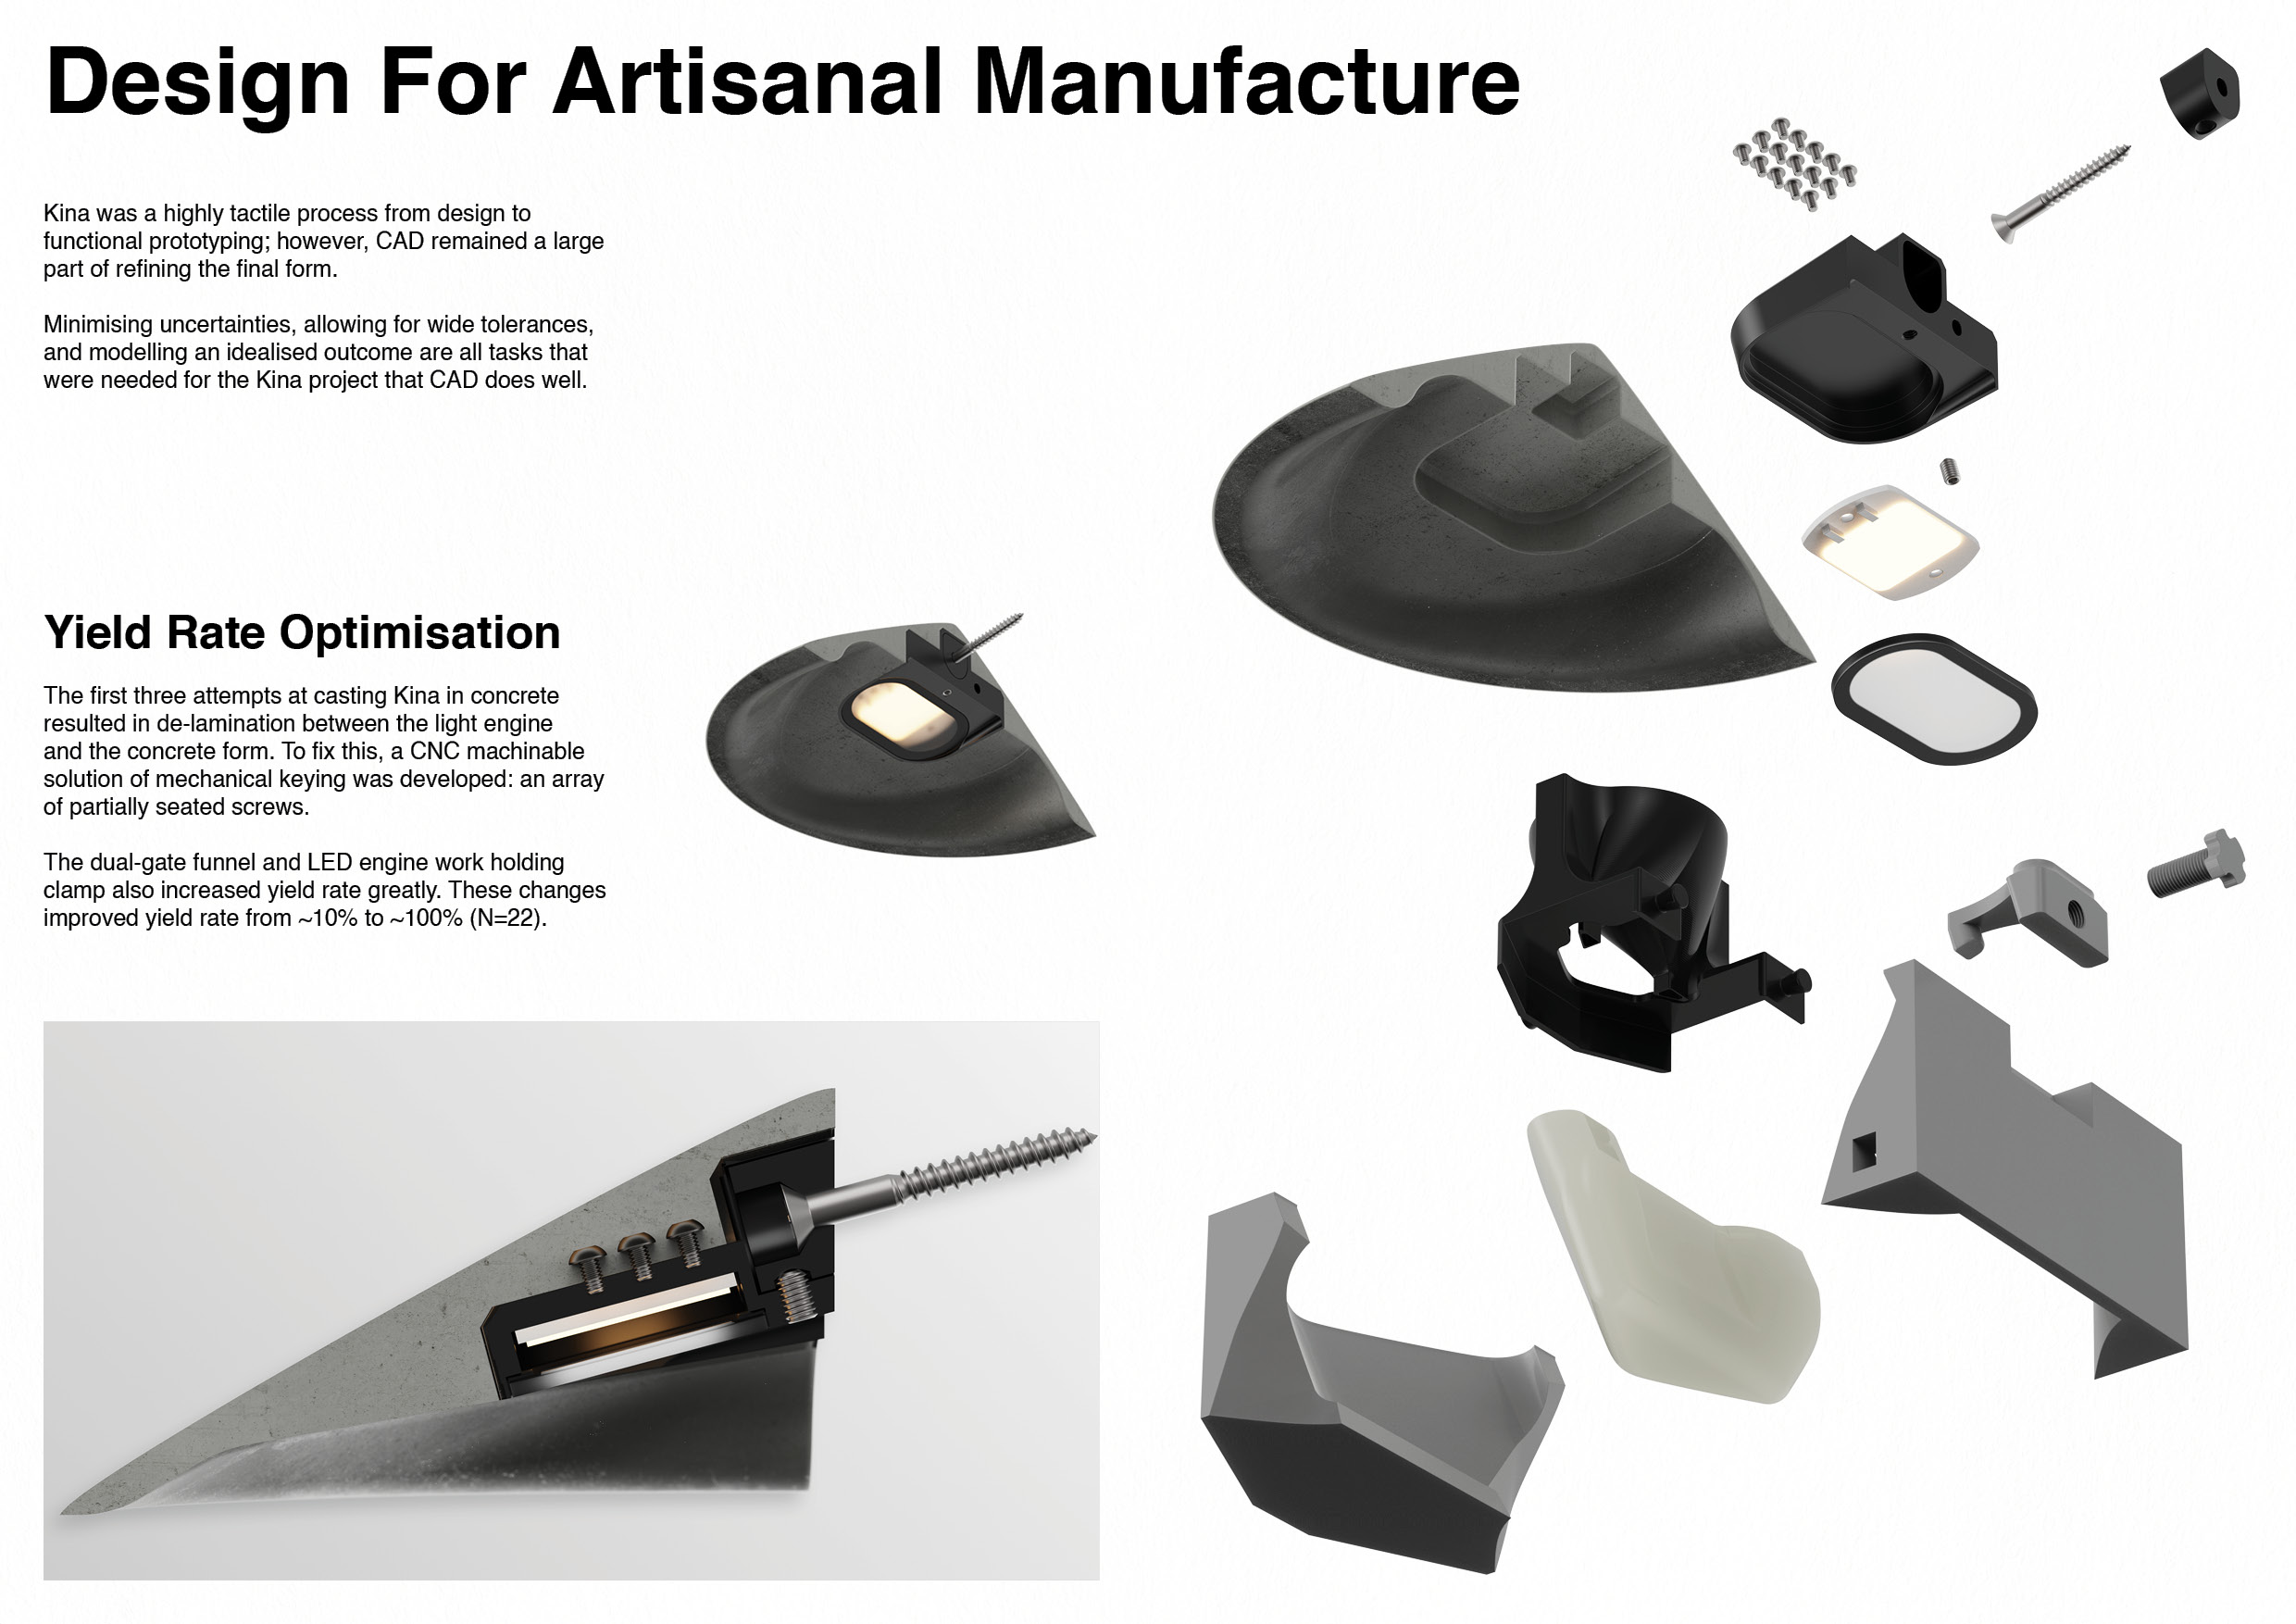 Design For Artisanal Manufacture
Kina was a highly tactile process from design to
functional prototyping; however, CAD remained a large
part of refining the final form.
Minimising uncertainties, allowing for wide tolerances,
and modelling an idealised outcome are all tasks that
were needed for the Kina project that CAD does well.
Yield Rate Optimisation
The first three attempts at casting Kina in concrete
resulted in de-lamination between the light engine
and the concrete form. To fix this, a CNC machinable
solution of mechanical keying was developed: an array
of partially seated screws.
The dual-gate funnel and LED engine work holding
clamp also increased yield rate greatly. These changes
improved yield rate from ~10% to ~100% (N=22).